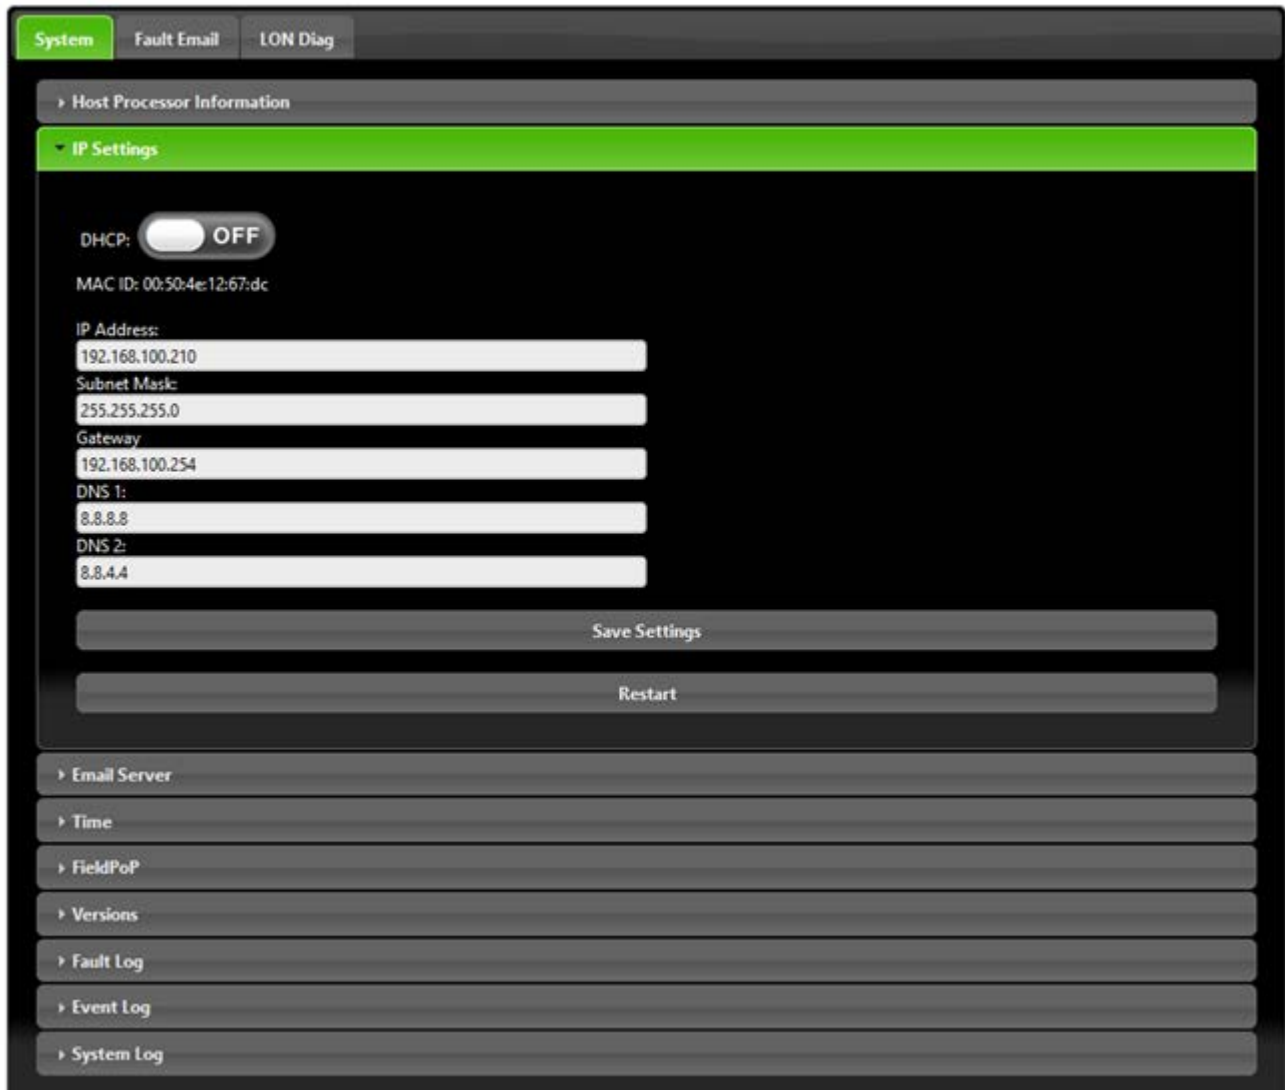 System Fault Email LON Diag
Host Processor Information
IP Settings
DHCP: OFF
MAC ID: 00:50:4e:12:67:dc
IP Address:
192.168.100.210
Subnet Mask:
255.255.255.0
Gateway
192.168.100.254
DNS 1:
8.8.8.8
DNS 2:
8.8.4.4
Save Settings
Restart
Email Server
Time
FieldPoP
Versions
Fault Log
Event Log
System Log